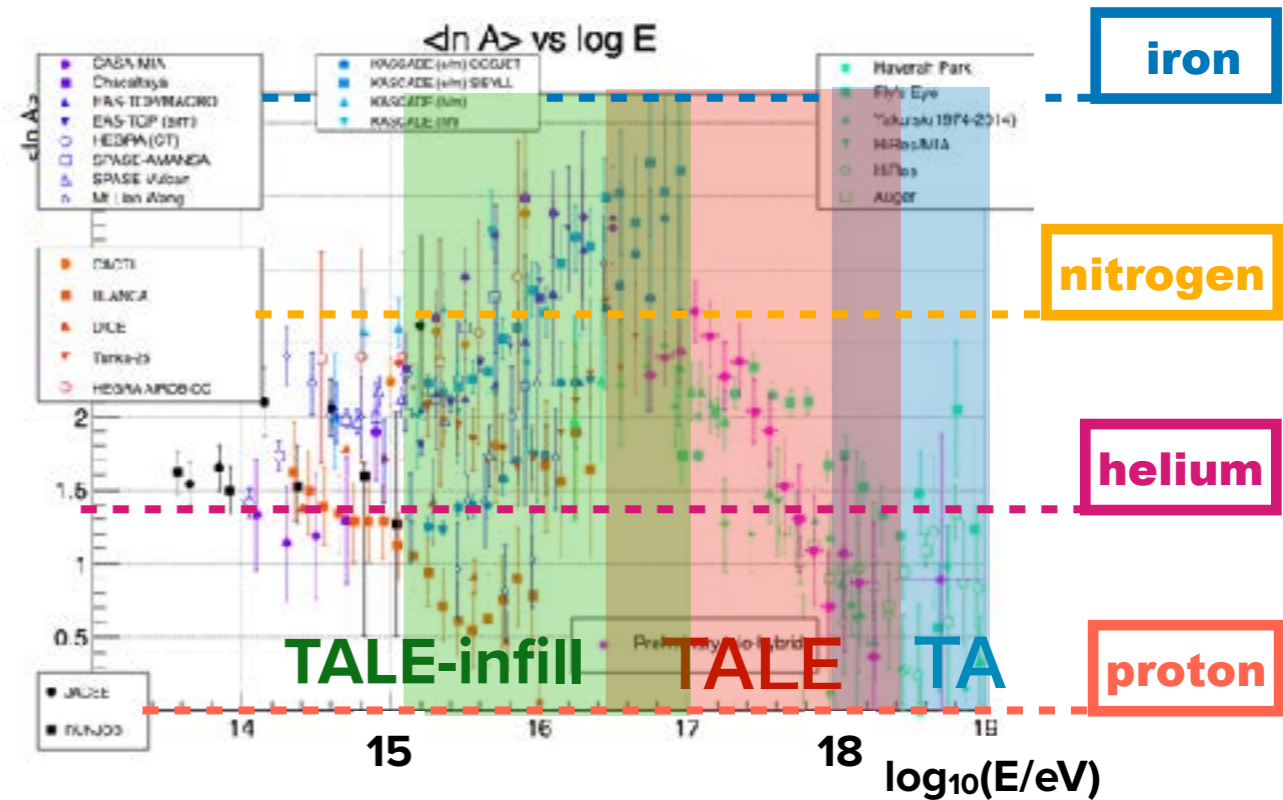 <ln A> vs log E
iron
nitrogen
helium
proton
CASA-MIA
Chacaltaya
EAS-TOP/MACRO
EAS-TOP (e/m)
HEGRA (CT)
SPASE-AMANDA
SPASE Vulcan
Mt Lian Wang
KASCADE (e/m) QGSJET
KASCADE (e/m) SIBYLL
KASCADE (h/m)
KASCADE (h)
Haverah Park
Fly's Eye
Yakutsk(1974-2014)
HiRes/MIA
HiRes
Auger
<ln A>
CACTI
BLANCA
DICE
Tunka-25
HEGRA AIROBICC
2
1.5
1
0.5
TALE-infill
TALE
TA
JACEE
RUNJOB
14
15
16
17
18
19
log₁₀(E/eV)